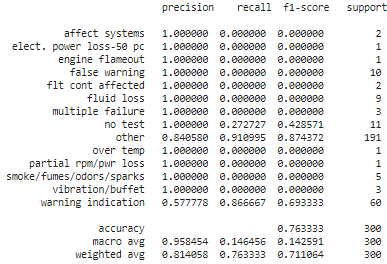 precision recall f1-score support
affect systems 1.000000 0.000000 0.000000 2
elect. power loss-50 pc 1.000000 0.000000 0.000000 1
engine flameout 1.000000 0.000000 0.000000 1
false warning 1.000000 0.000000 0.000000 10
flt cont affected 1.000000 0.000000 0.000000 2
fluid loss 1.000000 0.000000 0.000000 9
multiple failure 1.000000 0.000000 0.000000 3
no test 1.000000 0.272727 0.428571 11
other 0.840580 0.910995 0.874372 191
over temp 1.000000 0.000000 0.000000 1
partial rpm/pwr loss 1.000000 0.000000 0.000000 1
smoke/fumes/odors/sparks 1.000000 0.000000 0.000000 5
vibration/buffet 1.000000 0.000000 0.000000 3
warning indication 0.577778 0.866667 0.693333 60
accuracy 0.763333 300
macro avg 0.958454 0.146456 0.142591 300
weighted avg 0.814058 0.763333 0.711064 300